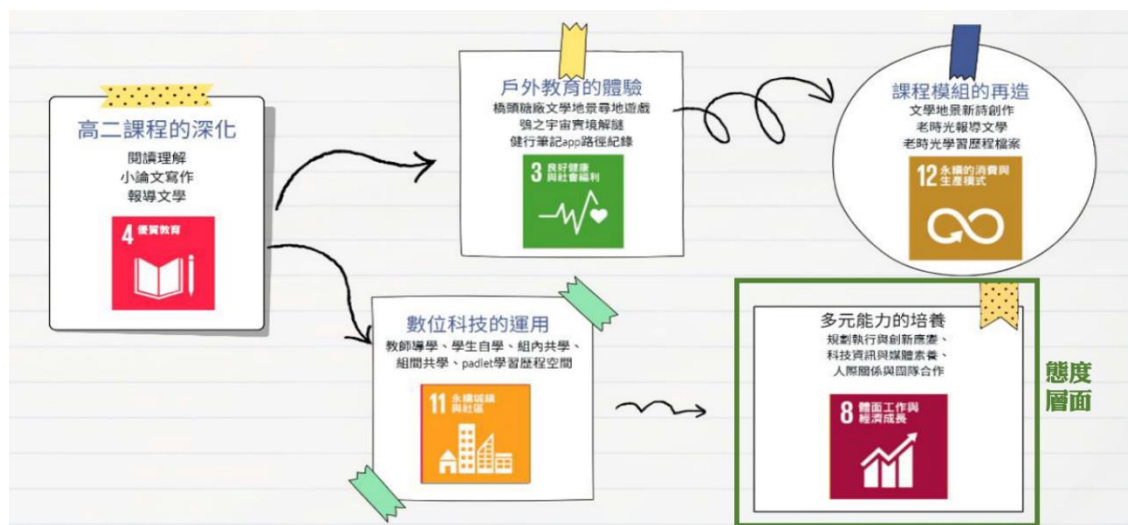 高二課程的深化
閱讀理解
小論文寫作
報導文學
4 優質教育
戶外教育的體驗
橋頭糖廠文學地景尋地遊戲
鴞之宇宙實境解謎
健行筆記app路徑紀錄
3 良好健康
與社會福利
課程模組的再造
文學地景新詩創作
老時光報導文學
老時光學習歷程檔案
12 永續的消費與
生產模式
數位科技的運用
教師導學、學生自學、組內共學、
組間共學、padlet學習歷程空間
11 永續城鎮
與社區
多元能力的培養
規劃執行與創新應變、
科技資訊與媒體素養、
人際關係與團隊合作
8 體面工作與
經濟成長
態度
層面